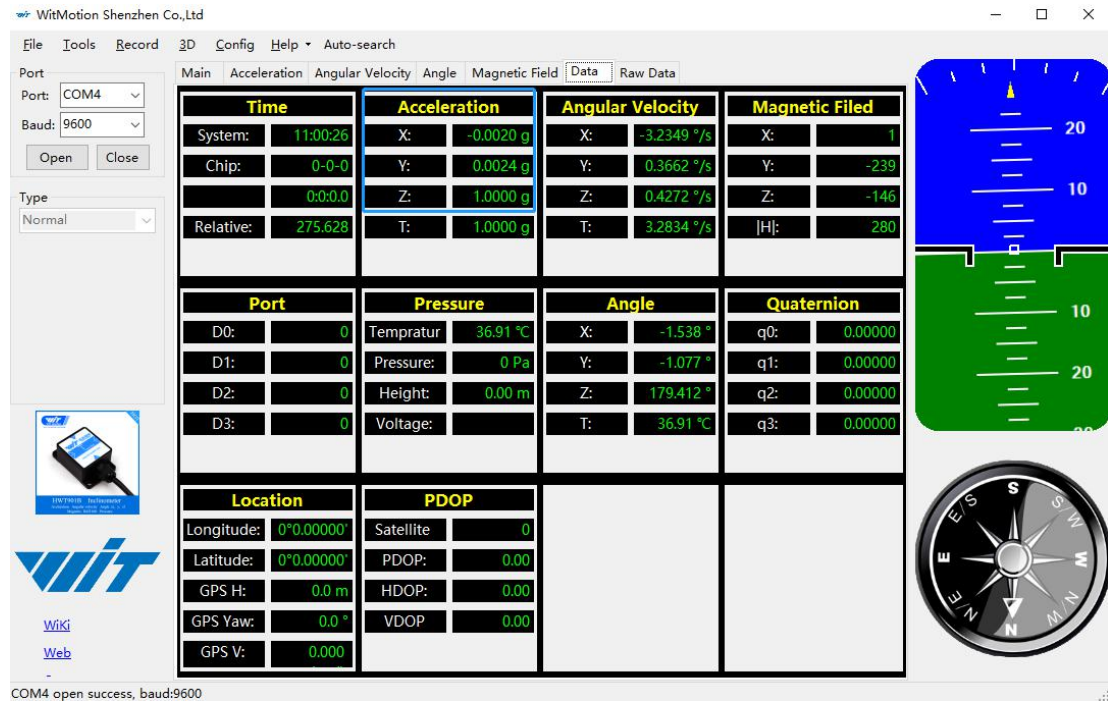 WitMotion Shenzhen Co.,Ltd
File Tools Record 3D Config Help Auto-search
Port
Port: COM4
Baud: 9600
Open Close
Type
Normal
Main Acceleration Angular Velocity Angle Magnetic Field Data Raw Data
Time
System: 11:00:26
Chip: 0-0-0
0:0:0.0
Relative: 275.628
Acceleration
X: -0.0020 g
Y: 0.0024 g
Z: 1.0000 g
T: 1.0000 g
Angular Velocity
X: -3.2349 °/s
Y: 0.3662 °/s
Z: 0.4272 °/s
T: 3.2834 °/s
Magnetic Filed
X: 1
Y: -239
Z: -146
|H|: 280
Port
D0: 0
D1: 0
D2: 0
D3: 0
Pressure
Tempratur 36.91 ℃
Pressure: 0 Pa
Height: 0.00 m
Voltage:
Angle
X: -1.538 °
Y: -1.077 °
Z: 179.412 °
T: 36.91 ℃
Quaternion
q0: 0.00000
q1: 0.00000
q2: 0.00000
q3: 0.00000
Location
Longitude: 0°0.00000'
Latitude: 0°0.00000'
GPS H: 0.0 m
GPS Yaw: 0.0 °
GPS V: 0.000
PDOP
Satellite 0
PDOP: 0.00
HDOP: 0.00
VDOP 0.00
20
10
10
20
S
S/W
W
N/W
N
N/E
E
E/S
HWT901B Inclinometer
WIT
WiKi
Web
COM4 open success, baud:9600